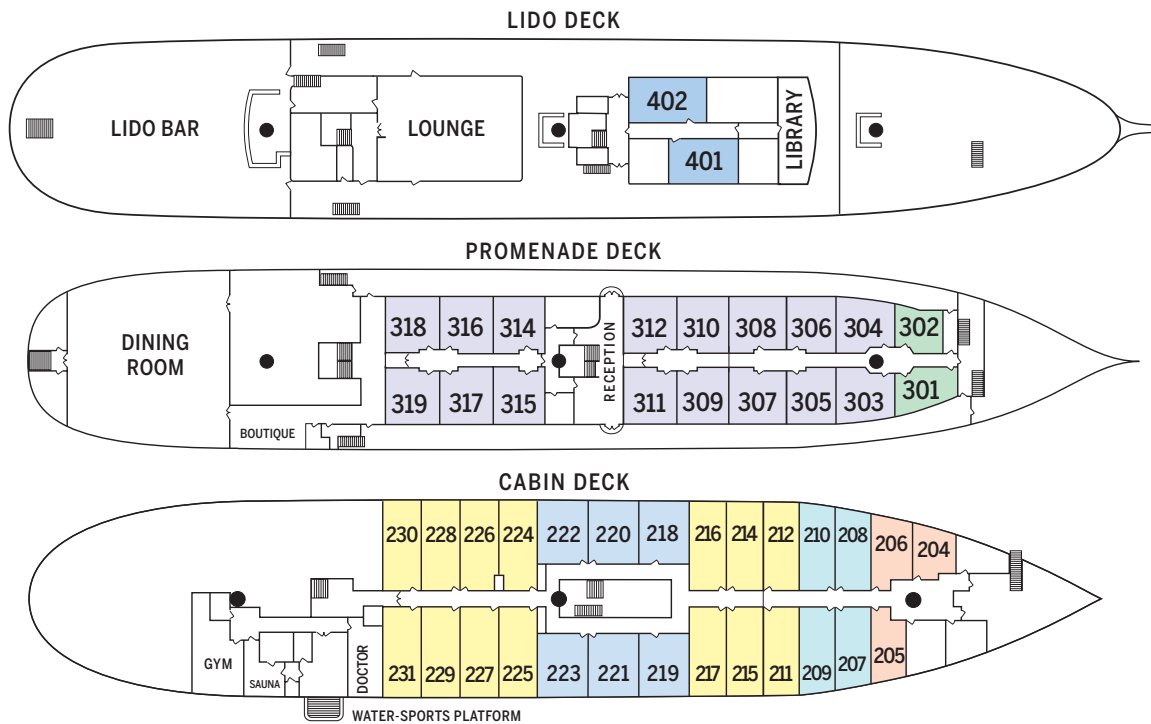 LIDO DECK
LIDO BAR
LOUNGE
402
401
LIBRARY
PROMENADE DECK
DINING
ROOM
BOUTIQUE
318 316 314
RECEPTION
312 310 308 306 304 302
319 317 315
311 309 307 305 303 301
CABIN DECK
230 228 226 224 222 220 218 216 214 212 210 208 206 204
GYM
SAUNA
DOCTOR
231 229 227 225 223 221 219 217 215 211 209 207 205
WATER-SPORTS PLATFORM